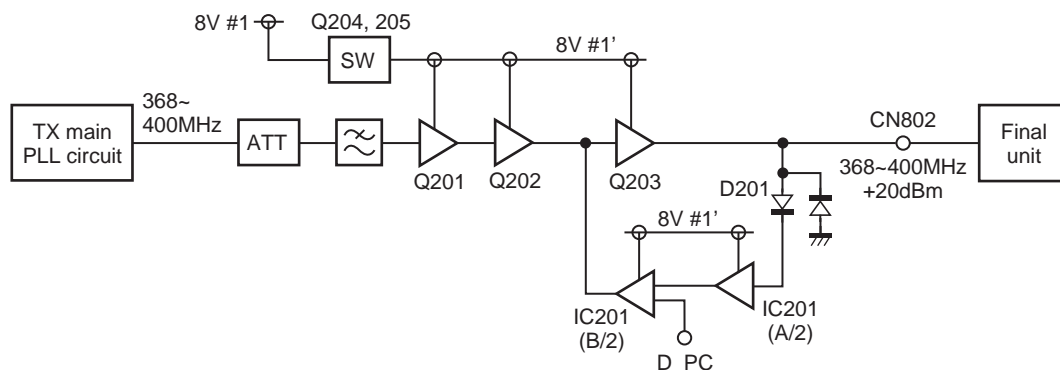 8V #1
Q204, 205
SW
8V #1'
TX main
PLL circuit
368~
400MHz
ATT
Q201
Q202
Q203
CN802
368~400MHz
+20dBm
Final
unit
D201
8V #1'
IC201
(B/2)
IC201
(A/2)
D PC